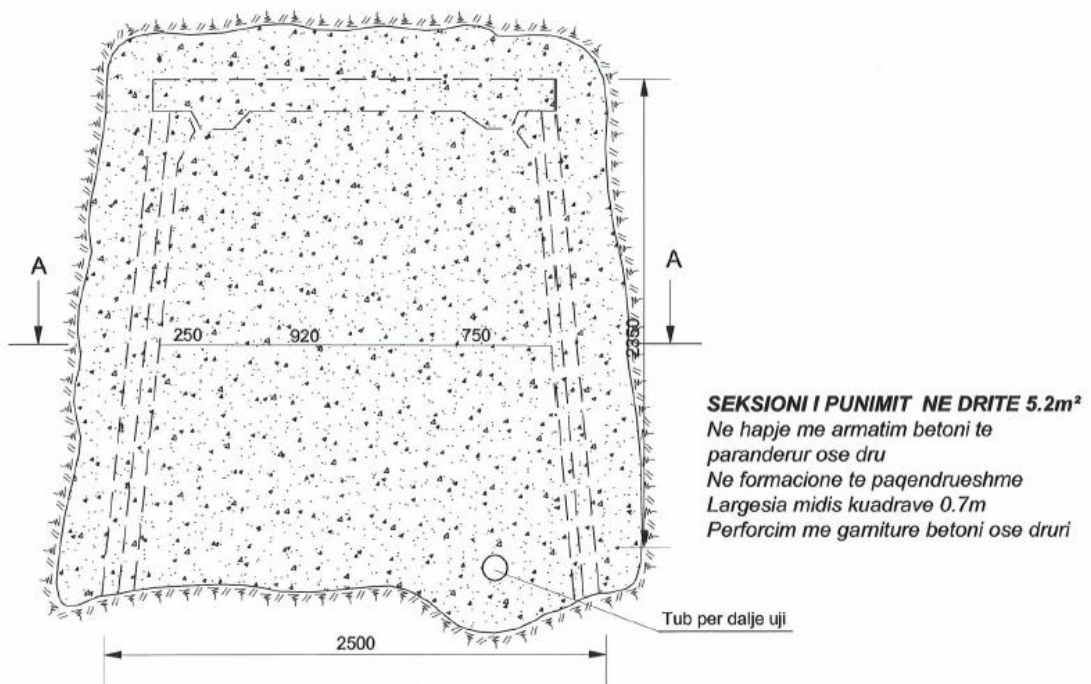 A
A
250
920
750
2350
SEKSIONI I PUNIMIT NE DRITE 5.2m²
Ne hapje me armatim betoni te
paranderur ose dru
Ne formacione te paqendrueshme
Largesia midis kuadrave 0.7m
Perforcim me garniture betoni ose druri
Tub per dalje uji
2500